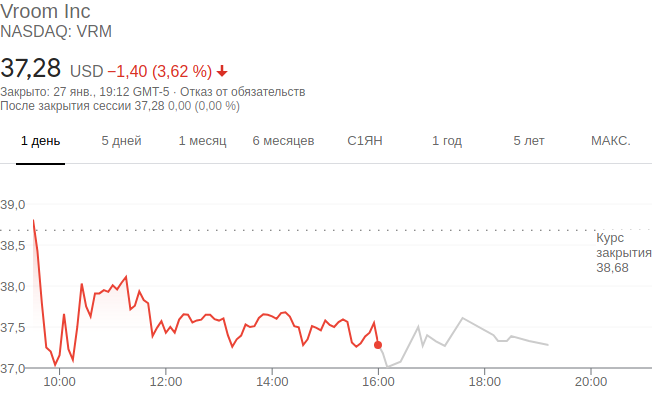 Vroom Inc
NASDAQ: VRM
37,28 USD −1,40 (3,62 %)
Закрыто: 27 янв., 19:12 GMT-5 · Отказ от обязательств
После закрытия сессии 37,28 0,00 (0,00 %)
1 день 5 дней 1 месяц 6 месяцев С1ЯН 1 год 5 лет МАКС.
39,0
Курс
закрытия
38,68
38,5
38,0
37,5
37,0
10:00 12:00 14:00 16:00 18:00 20:00